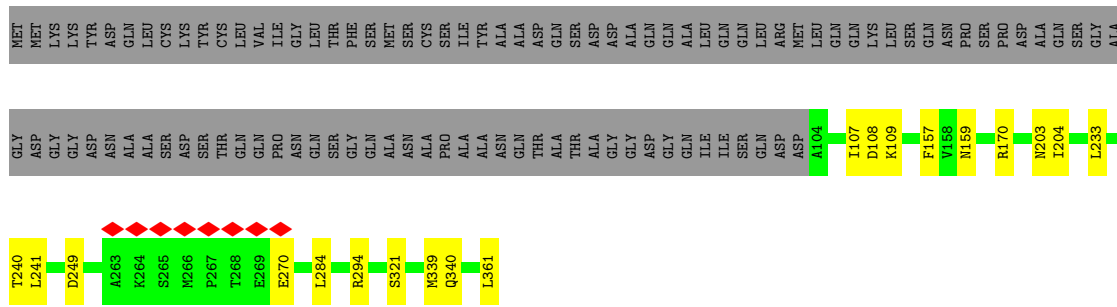 MET MET LYS LYS TYR ASP GLN LEU CYS LYS TYR CYS LEU VAL ILE GLY LEU THR PHE SER MET SER CYS SER ILE TYR ALA ALA ASP GLN SER ASP ASP ALA GLN GLN ALA LEU GLN GLN LEU ARG MET LEU GLN GLN LYS LEU SER GLN ASN PRO SER PRO ASP ALA GLN SER GLY ALA
GLY ASP GLY GLY ASP ASN ALA ALA SER ASP SER THR GLN GLN PRO ASN GLN SER GLY GLN ALA ASN ALA PRO ALA ALA ASN GLN THR ALA THR ALA GLY GLY ASP GLY GLN ILE ILE SER GLN ASP ASP A104 I107 D108 K109 F157 V158 N159 R170 N203 I204 L233
T240 L241 D249 A263 K264 S265 M266 P267 T268 E269 E270 L284 R294 S321 M339 Q340 L361